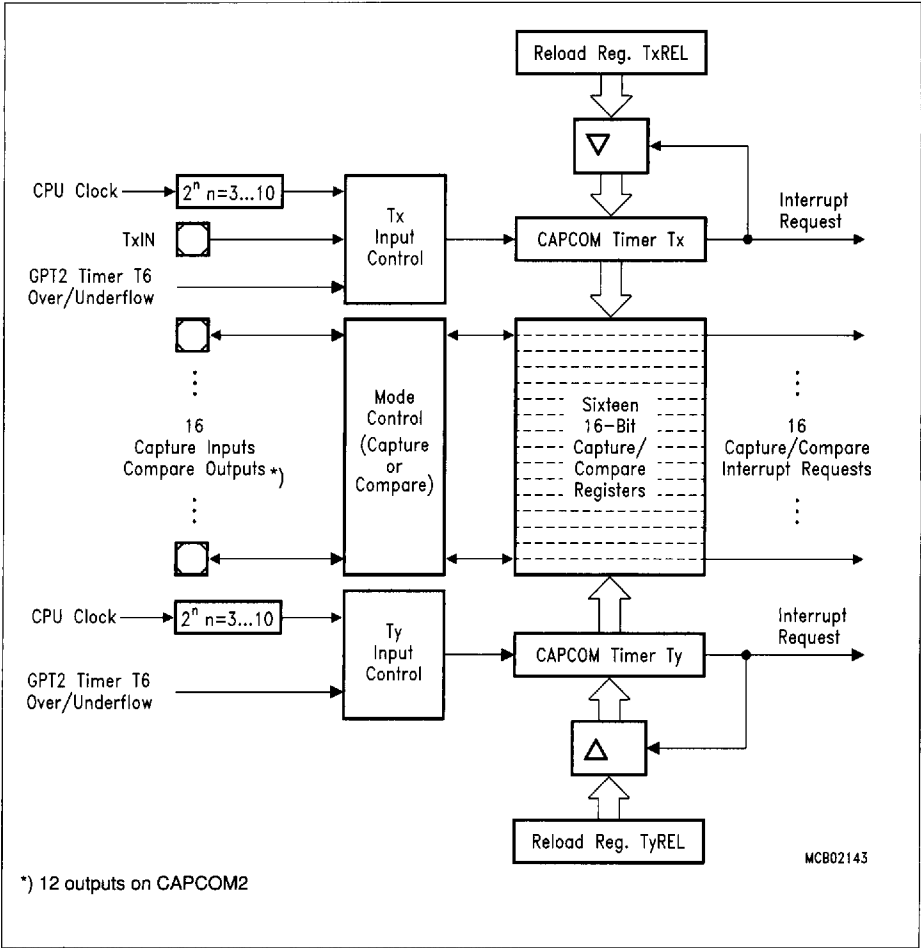 Reload Reg. TxREL
CPU Clock
2ⁿ n=3...10
Tx
Input
Control
TxIN
CAPCOM Timer Tx
Interrupt
Request
GPT2 Timer T6
Over/Underflow
16
Capture Inputs
Compare Outputs *)
Mode
Control
(Capture
or
Compare)
Sixteen
16-Bit
Capture/
Compare
Registers
16
Capture/Compare
Interrupt Requests
CPU Clock
2ⁿ n=3...10
Ty
Input
Control
CAPCOM Timer Ty
Interrupt
Request
GPT2 Timer T6
Over/Underflow
Reload Reg. TyREL
MCB02143
*) 12 outputs on CAPCOM2